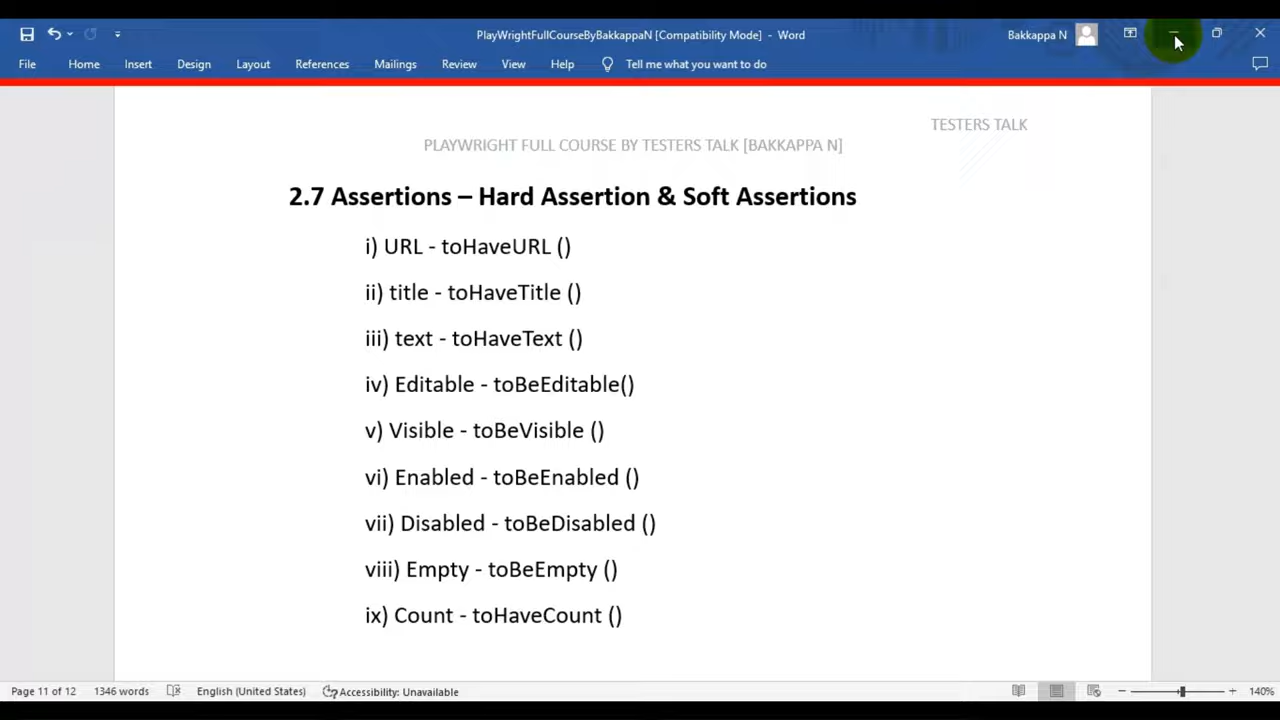 PlayWrightFullCourseByBakkappaN [Compatibility Mode] - Word
Bakkappa N
File Home Insert Design Layout References Mailings Review View Help Tell me what you want to do
TESTERS TALK
PLAYWRIGHT FULL COURSE BY TESTERS TALK [BAKKAPPA N]
2.7 Assertions – Hard Assertion & Soft Assertions
i) URL - toHaveURL ()
ii) title - toHaveTitle ()
iii) text - toHaveText ()
iv) Editable - toBeEditable()
v) Visible - toBeVisible ()
vi) Enabled - toBeEnabled ()
vii) Disabled - toBeDisabled ()
viii) Empty - toBeEmpty ()
ix) Count - toHaveCount ()
Page 11 of 12 1346 words English (United States) Accessibility: Unavailable 140%